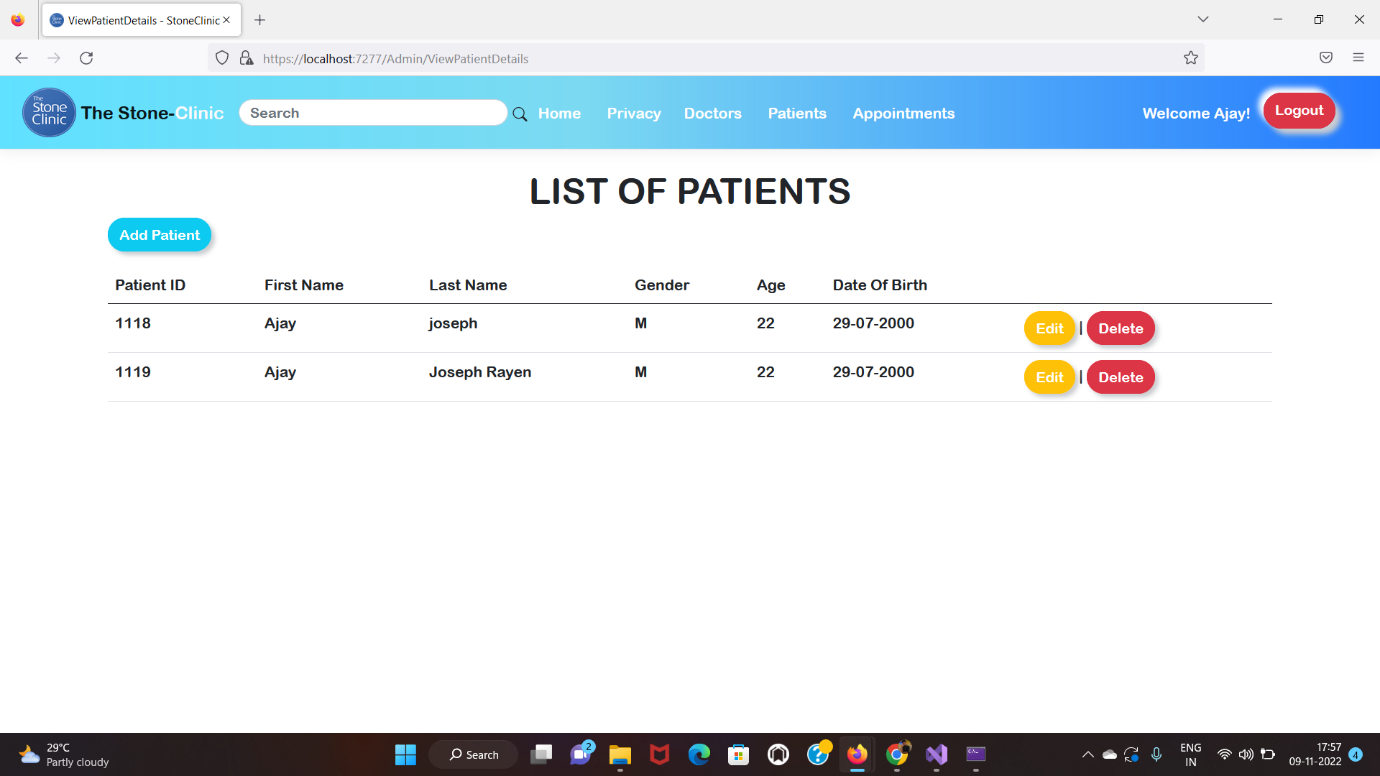 ViewPatientDetails - StoneClinic
https://localhost:7277/Admin/ViewPatientDetails
The Stone Clinic
The Stone-Clinic Search Home Privacy Doctors Patients Appointments Welcome Ajay! Logout
LIST OF PATIENTS
Add Patient
Patient ID First Name Last Name Gender Age Date Of Birth
1118 Ajay joseph M 22 29-07-2000 Edit | Delete
1119 Ajay Joseph Rayen M 22 29-07-2000 Edit | Delete
29°C
Partly cloudy
Search
2
ENG
IN
17:57
09-11-2022
4